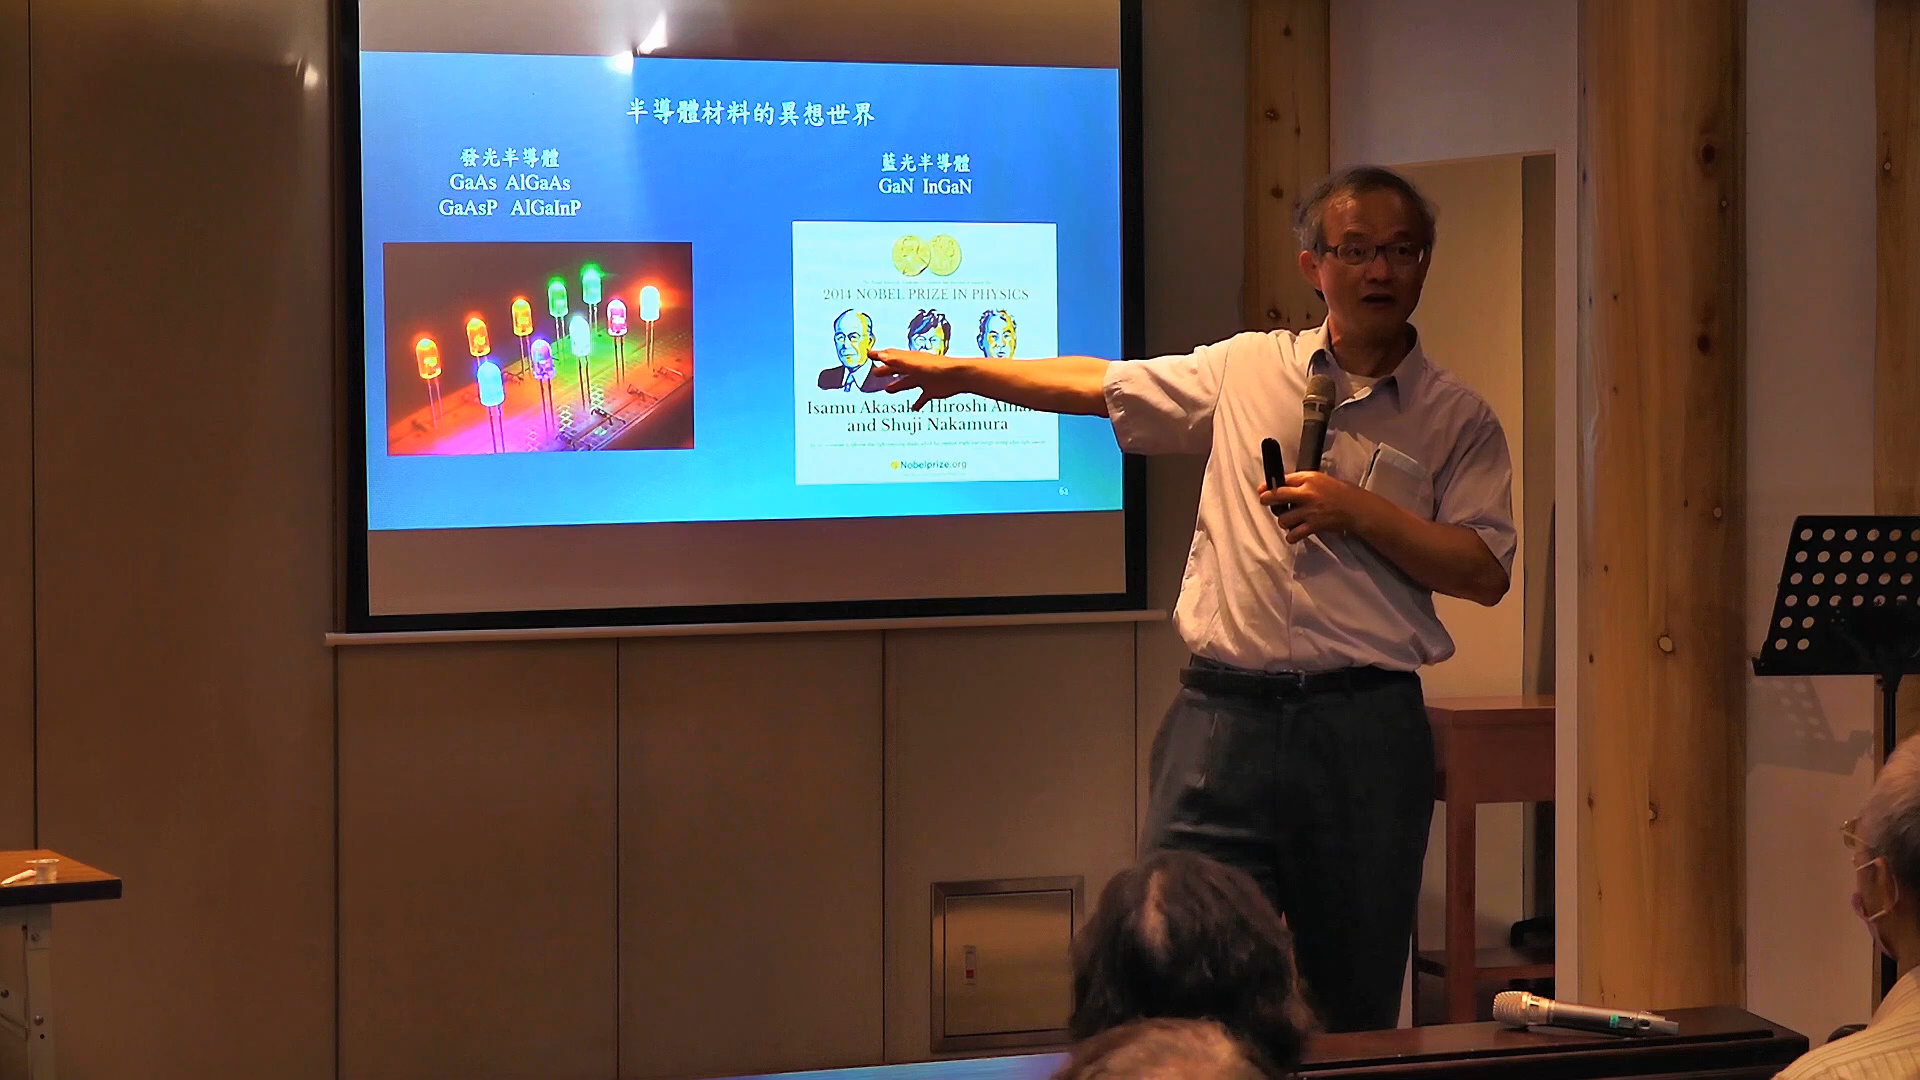 半導體材料的異想世界
發光半導體
GaAs AlGaAs
GaAsP AlGaInP
藍光半導體
GaN InGaN
2014 NOBEL PRIZE IN PHYSICS
Isamu Akasaki, Hiroshi
and Shuji Nakamura
Nobelprize.org
53